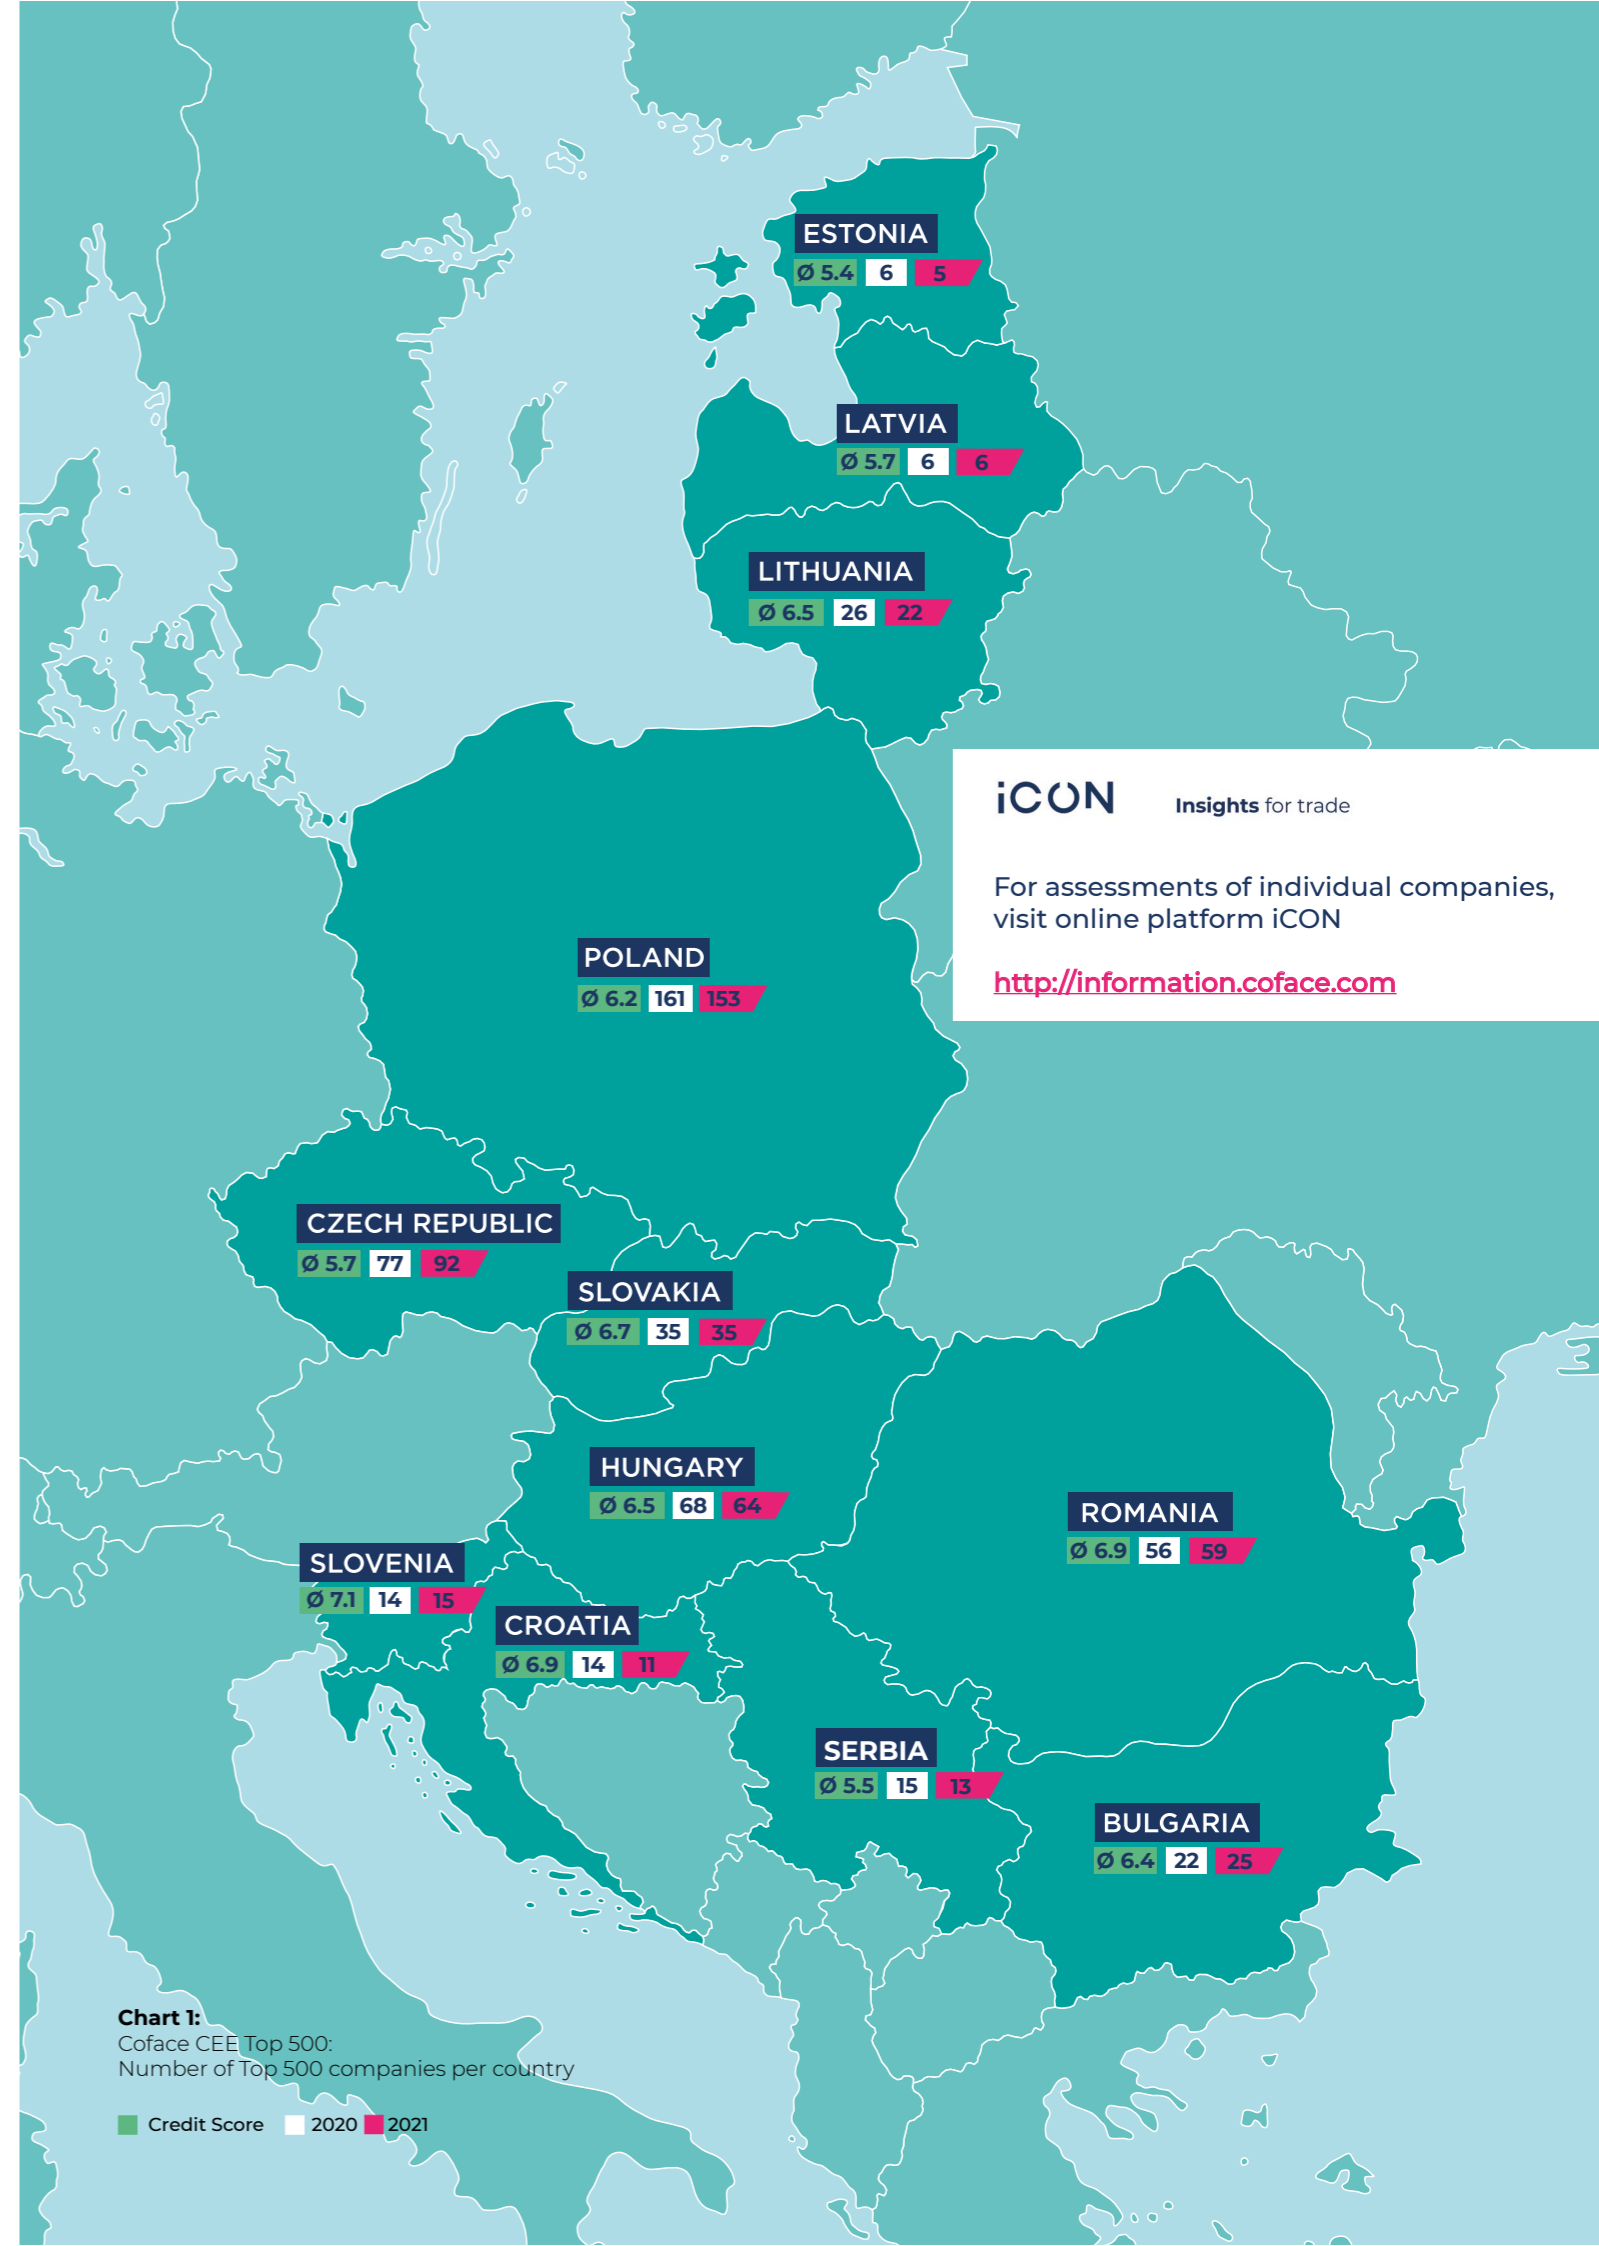 ESTONIA
Ø 5.4 6 5
LATVIA
Ø 5.7 6 6
LITHUANIA
Ø 6.5 26 22
iCON Insights for trade
For assessments of individual companies,
visit online platform iCON
http://information.coface.com
POLAND
Ø 6.2 161 153
CZECH REPUBLIC
Ø 5.7 77 92
SLOVAKIA
Ø 6.7 35 35
HUNGARY
Ø 6.5 68 64
ROMANIA
Ø 6.9 56 59
SLOVENIA
Ø 7.1 14 15
CROATIA
Ø 6.9 14 11
SERBIA
Ø 5.5 15 13
BULGARIA
Ø 6.4 22 25
Chart 1:
Coface CEE Top 500:
Number of Top 500 companies per country
Credit Score 2020 2021